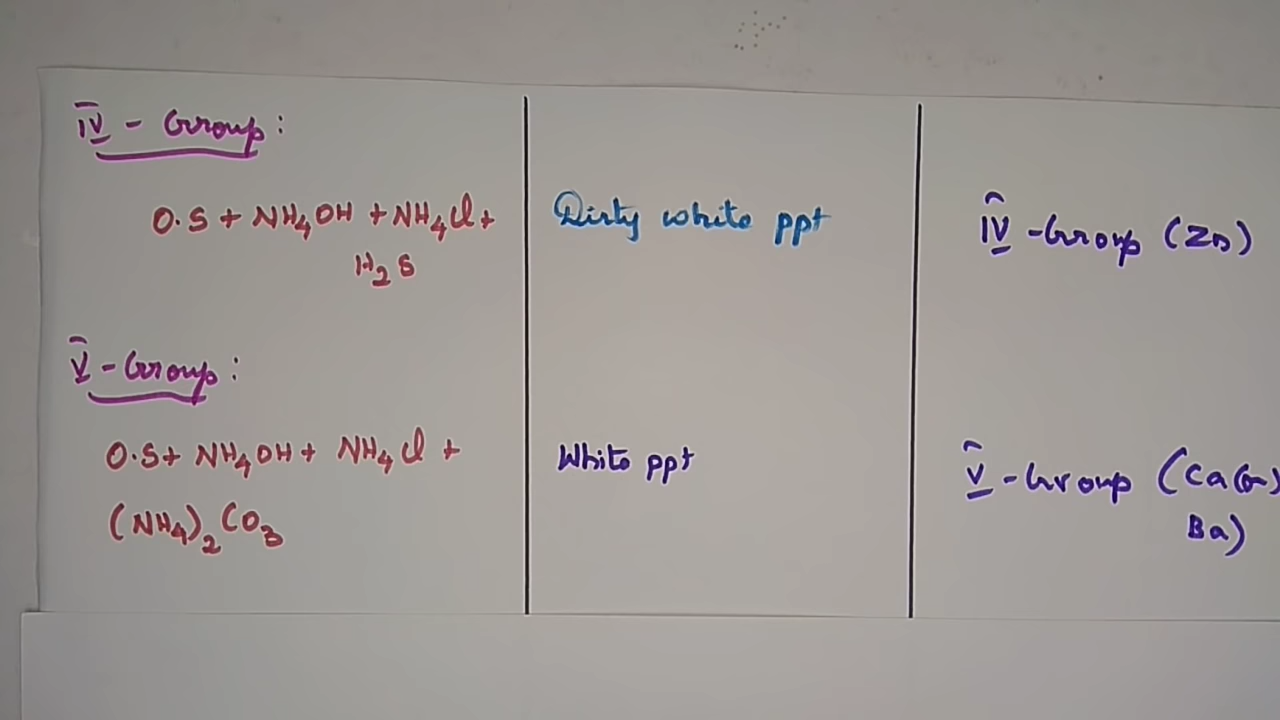 IV - Group:
O.S + NH4OH + NH4Cl + Dirty white ppt IV - Group (Zn)
H2S
V - Group:
O.S + NH4OH + NH4Cl + White ppt V - Group (Ca (or)
(NH4)2CO3 Ba)